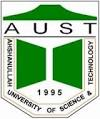 AUST
1995
AHSANULLAH UNIVERSITY OF SCIENCE & TECHNOLOGY